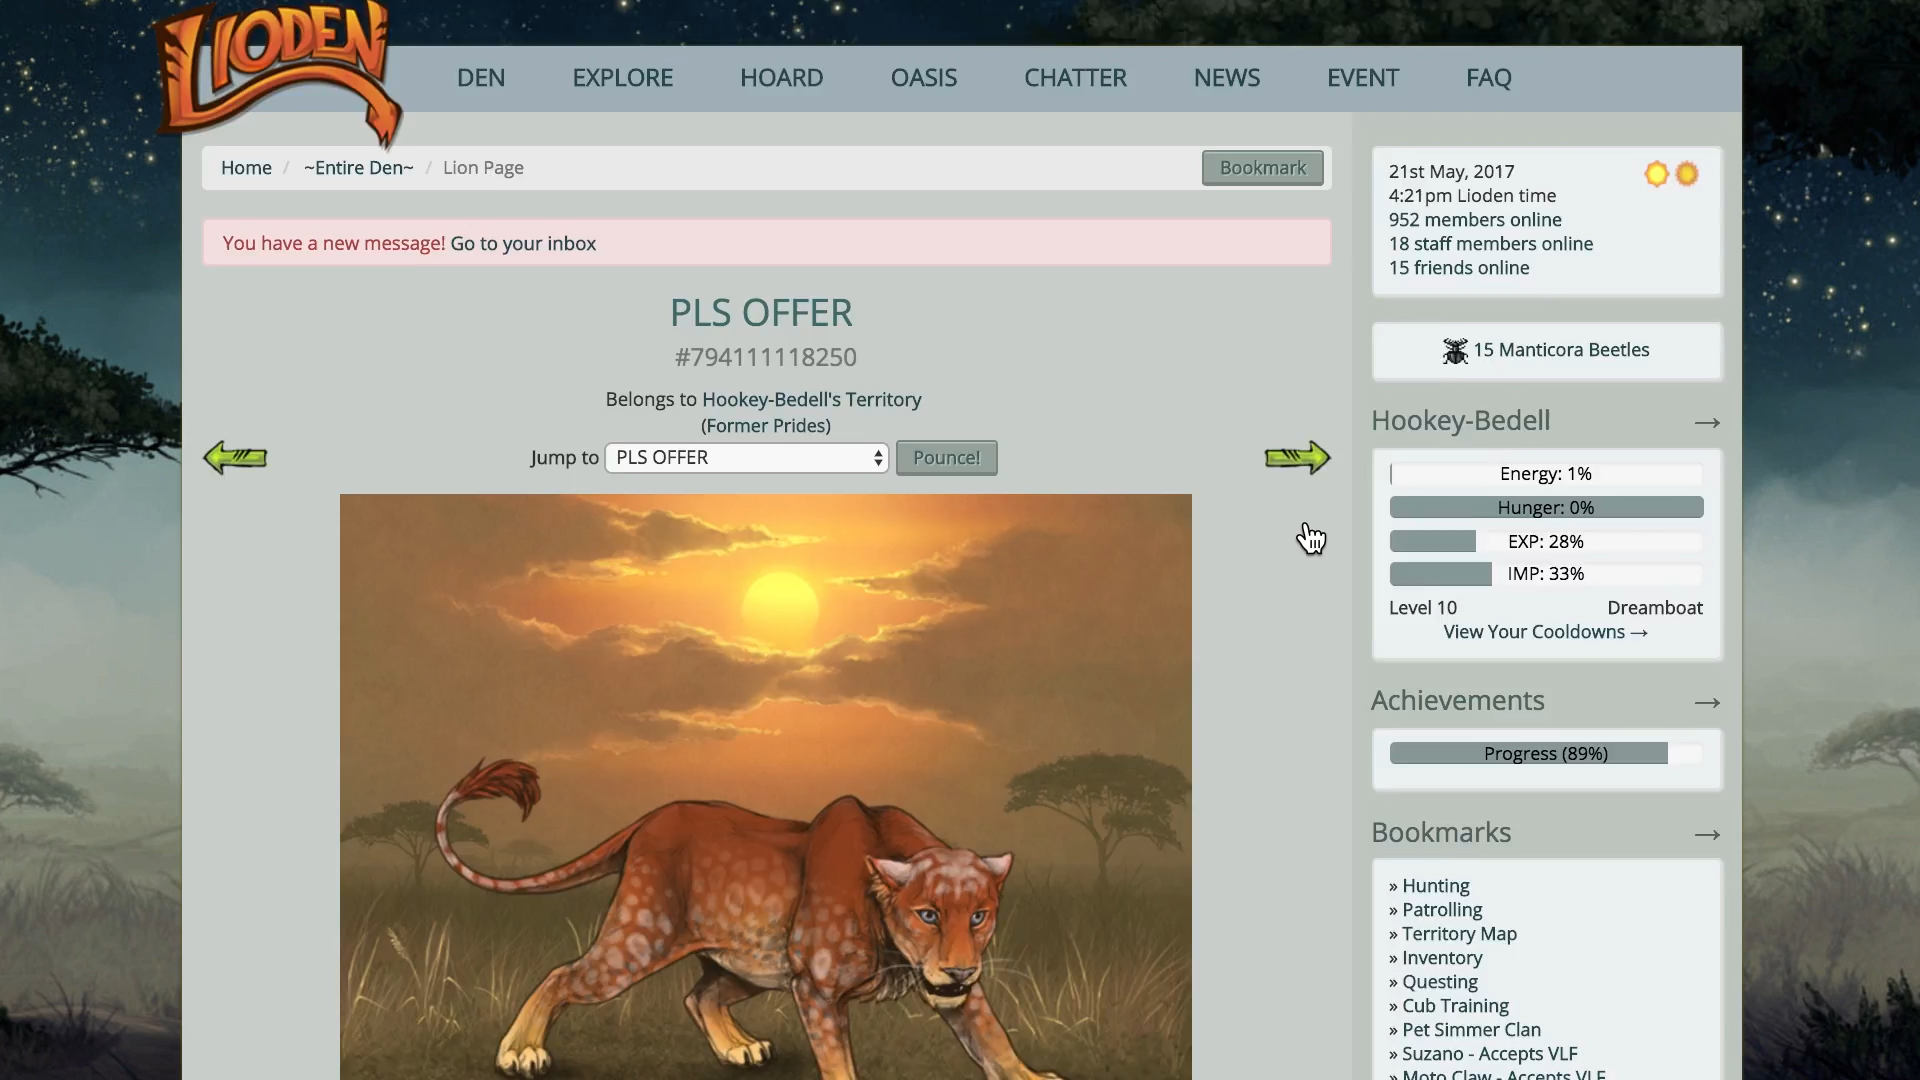 LIODEN
DEN
EXPLORE
HOARD
OASIS
CHATTER
NEWS
EVENT
FAQ
Home / ~Entire Den~ / Lion Page
Bookmark
You have a new message! Go to your inbox
PLS OFFER
#794111118250
Belongs to Hookey-Bedell's Territory
(Former Prides)
Jump to PLS OFFER Pounce!
21st May, 2017
4:21pm Lioden time
952 members online
18 staff members online
15 friends online
15 Manticora Beetles
Hookey-Bedell →
Energy: 1%
Hunger: 0%
EXP: 28%
IMP: 33%
Level 10 Dreamboat
View Your Cooldowns →
Achievements →
Progress (89%)
Bookmarks →
» Hunting
» Patrolling
» Territory Map
» Inventory
» Questing
» Cub Training
» Pet Simmer Clan
» Suzano - Accepts VLF
» Moto Claw - Accepts VLF